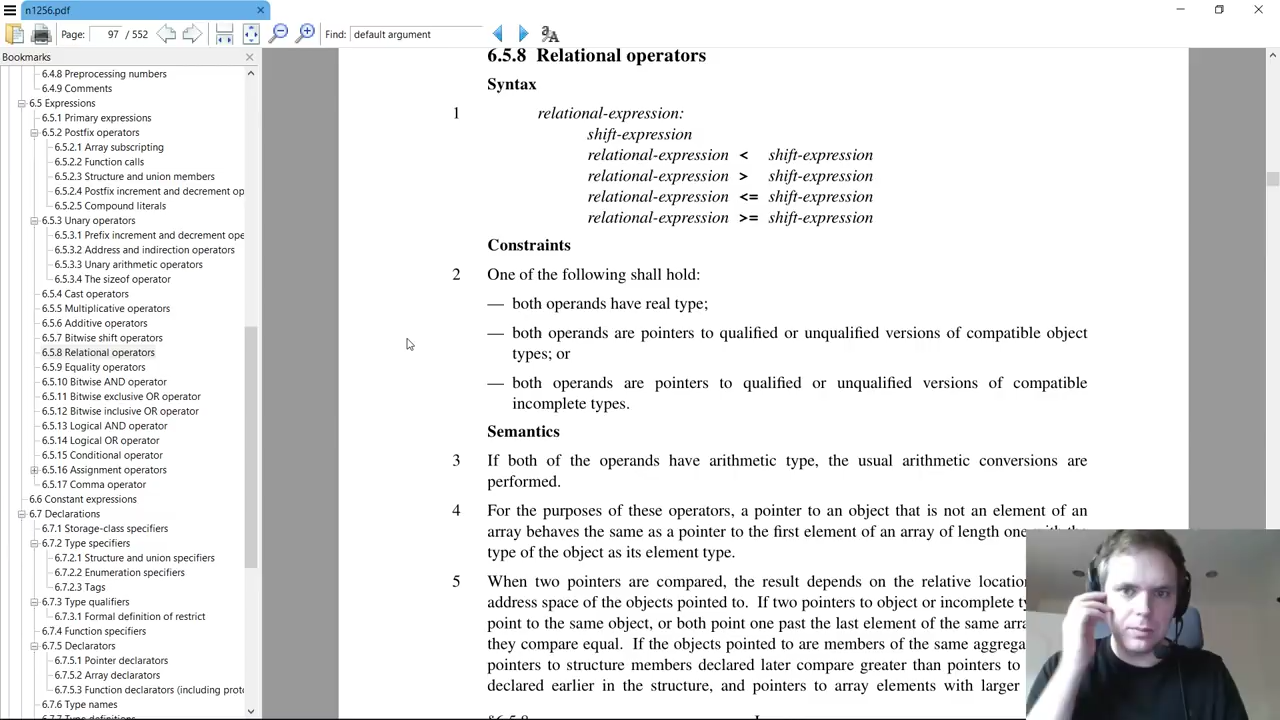 n1256.pdf
Page: 97 / 552 Find: default argument
Bookmarks
6.4.8 Preprocessing numbers
6.4.9 Comments
6.5 Expressions
6.5.1 Primary expressions
6.5.2 Postfix operators
6.5.2.1 Array subscripting
6.5.2.2 Function calls
6.5.2.3 Structure and union members
6.5.2.4 Postfix increment and decrement op
6.5.2.5 Compound literals
6.5.3 Unary operators
6.5.3.1 Prefix increment and decrement ope
6.5.3.2 Address and indirection operators
6.5.3.3 Unary arithmetic operators
6.5.3.4 The sizeof operator
6.5.4 Cast operators
6.5.5 Multiplicative operators
6.5.6 Additive operators
6.5.7 Bitwise shift operators
6.5.8 Relational operators
6.5.9 Equality operators
6.5.10 Bitwise AND operator
6.5.11 Bitwise exclusive OR operator
6.5.12 Bitwise inclusive OR operator
6.5.13 Logical AND operator
6.5.14 Logical OR operator
6.5.15 Conditional operator
6.5.16 Assignment operators
6.5.17 Comma operator
6.6 Constant expressions
6.7 Declarations
6.7.1 Storage-class specifiers
6.7.2 Type specifiers
6.7.2.1 Structure and union specifiers
6.7.2.2 Enumeration specifiers
6.7.2.3 Tags
6.7.3 Type qualifiers
6.7.3.1 Formal definition of restrict
6.7.4 Function specifiers
6.7.5 Declarators
6.7.5.1 Pointer declarators
6.7.5.2 Array declarators
6.7.5.3 Function declarators (including proto
6.7.6 Type names
6.5.8 Relational operators
Syntax
1 relational-expression:
shift-expression
relational-expression < shift-expression
relational-expression > shift-expression
relational-expression <= shift-expression
relational-expression >= shift-expression
Constraints
2 One of the following shall hold:
— both operands have real type;
— both operands are pointers to qualified or unqualified versions of compatible object
types; or
— both operands are pointers to qualified or unqualified versions of compatible
incomplete types.
Semantics
3 If both of the operands have arithmetic type, the usual arithmetic conversions are
performed.
4 For the purposes of these operators, a pointer to an object that is not an element of an
array behaves the same as a pointer to the first element of an array of length one with the
type of the object as its element type.
5 When two pointers are compared, the result depends on the relative location
address space of the objects pointed to. If two pointers to object or incomplete ty
point to the same object, or both point one past the last element of the same arra
they compare equal. If the objects pointed to are members of the same aggrega
pointers to structure members declared later compare greater than pointers to
declared earlier in the structure, and pointers to array elements with larger